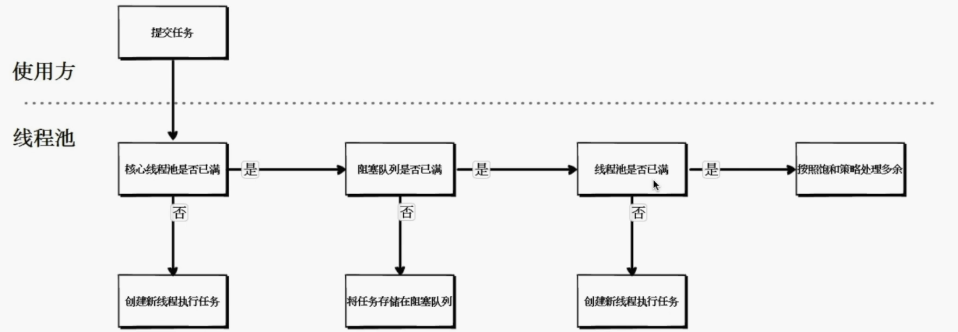 提交任务
使用方
线程池
核心线程池是否已满
是
阻塞队列是否已满
是
线程池是否已满
是
按照饱和策略处理多余
否
否
否
创建新线程执行任务
将任务存储在阻塞队列
创建新线程执行任务